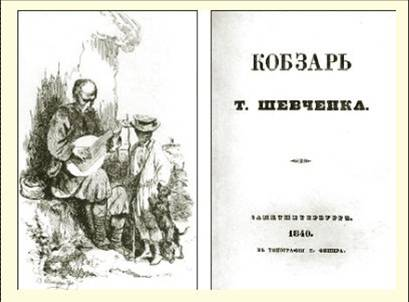 КОБЗАРЬ
Т. ШЕВЧЕНКА.
САНКТПЕТЕРБУРГЪ.
1840.
ВЪ ТИПОГРАФІИ Е. ФИШЕРА.